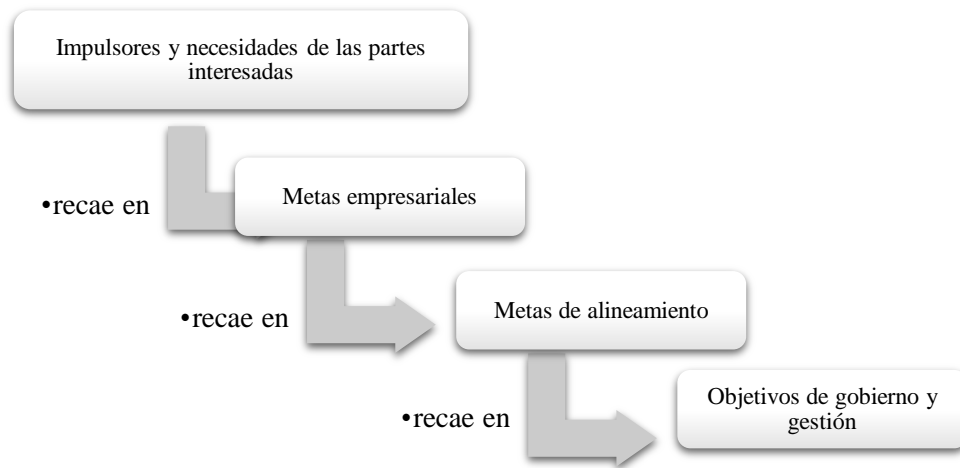 Impulsores y necesidades de las partes
interesadas
•recae en
Metas empresariales
•recae en
Metas de alineamiento
•recae en
Objetivos de gobierno y
gestión